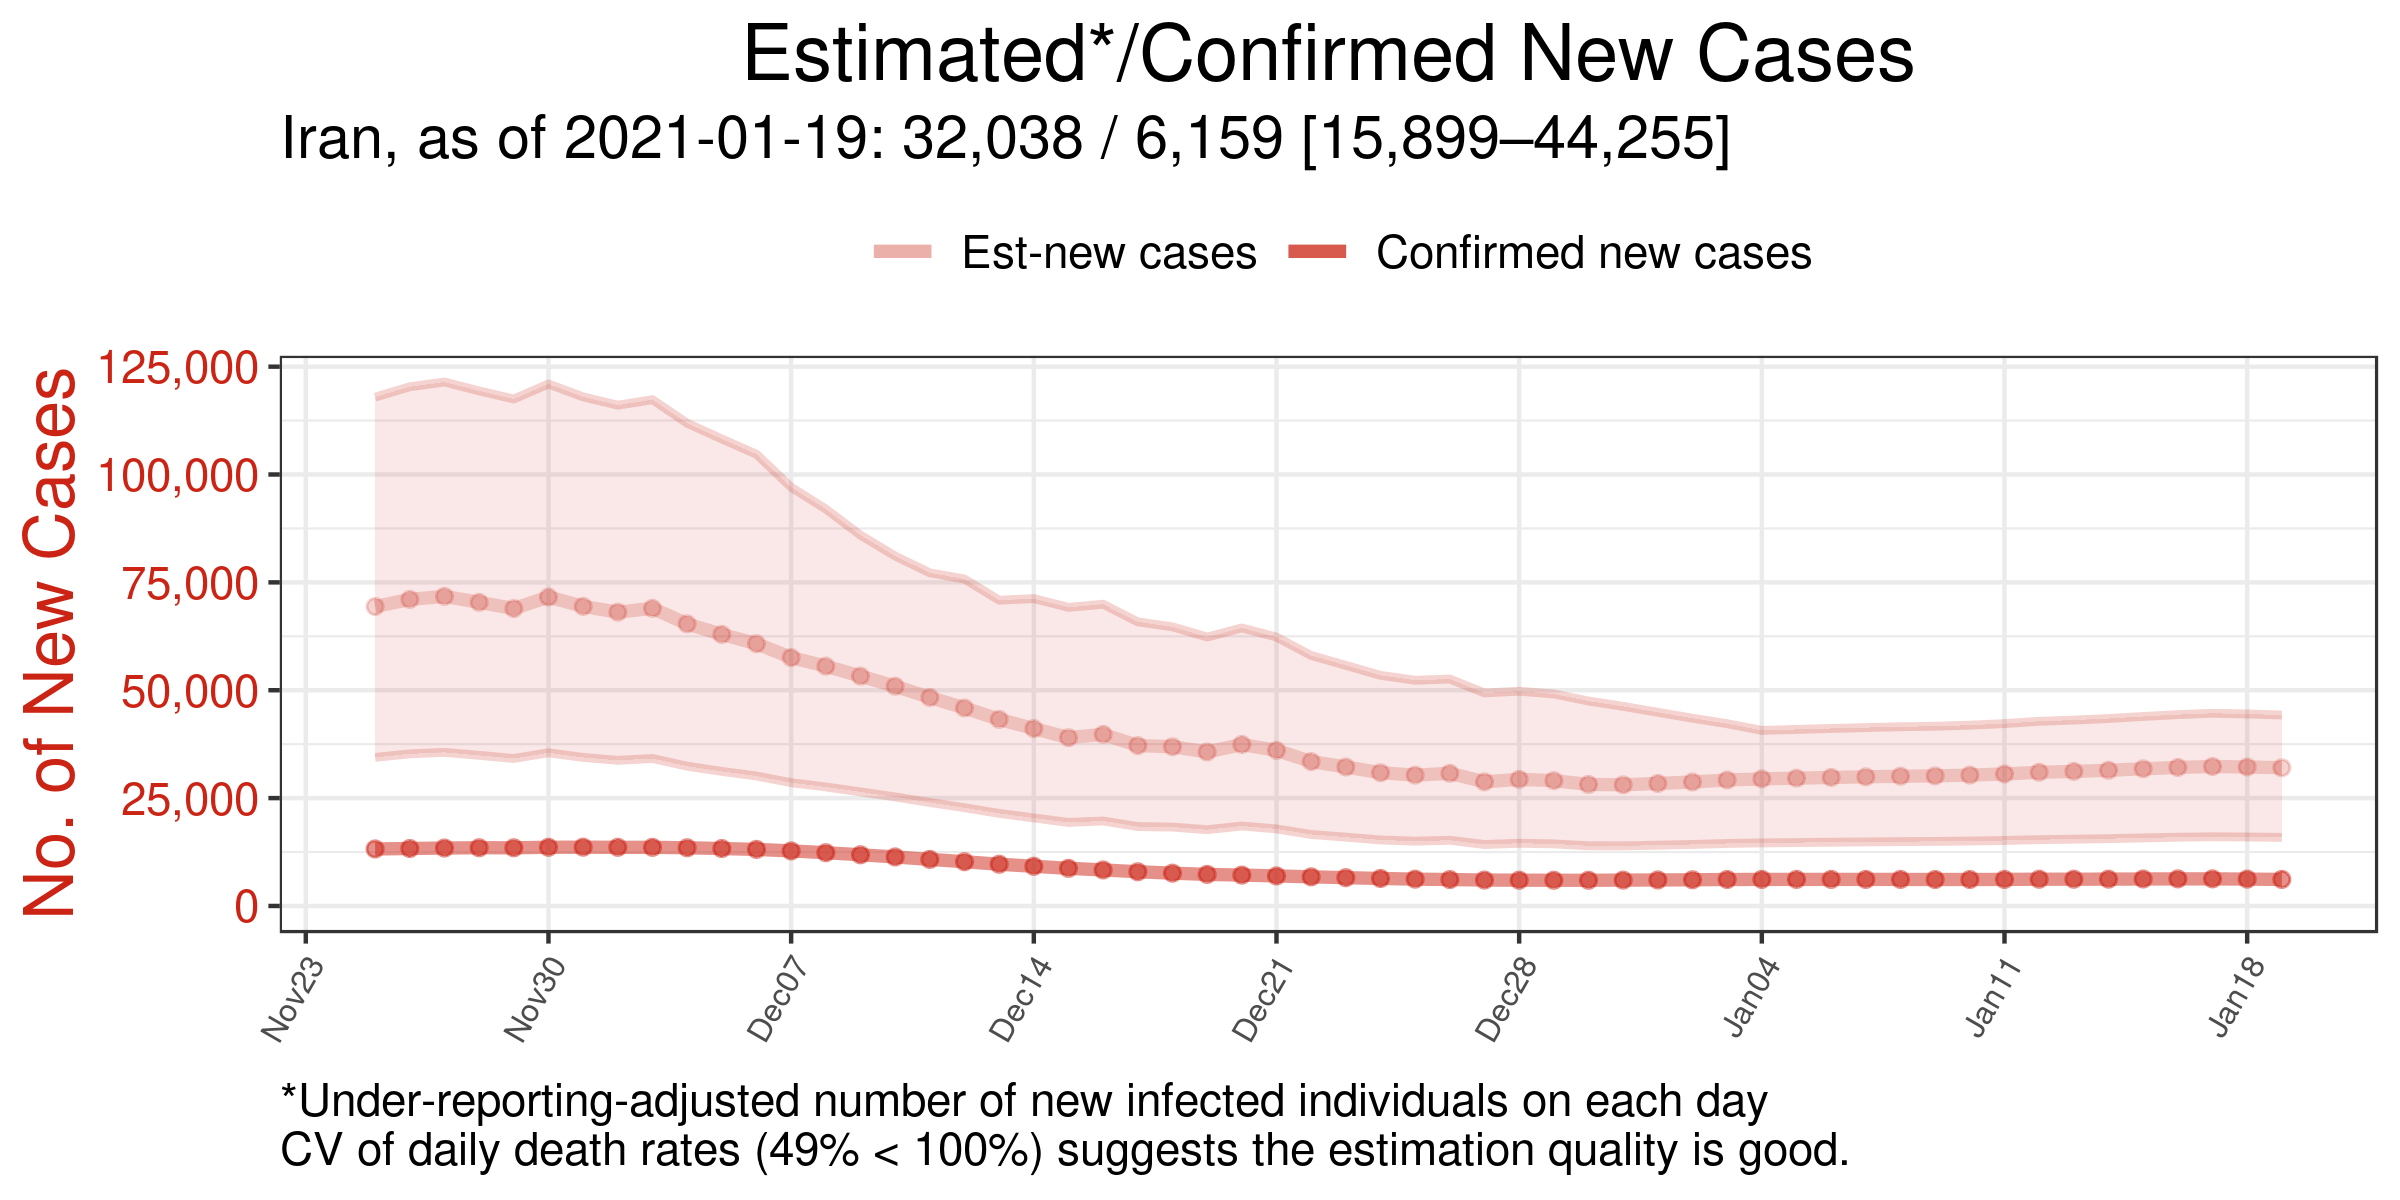 Estimated*/Confirmed New Cases
Iran, as of 2021-01-19: 32,038 / 6,159 [15,899–44,255]
Est-new cases
Confirmed new cases
No. of New Cases
125,000
100,000
75,000
50,000
25,000
0
Nov23
Nov30
Dec07
Dec14
Dec21
Dec28
Jan04
Jan11
Jan18
*Under-reporting-adjusted number of new infected individuals on each day
CV of daily death rates (49% < 100%) suggests the estimation quality is good.